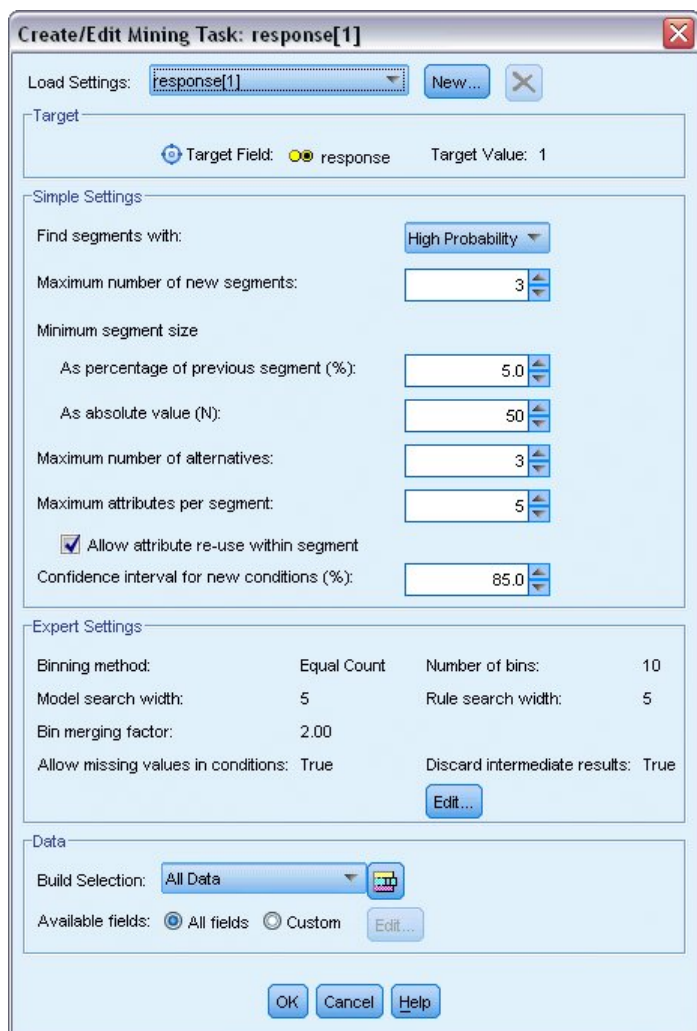 Create/Edit Mining Task: response[1]
Load Settings: response[1] New...
Target
Target Field: response Target Value: 1
Simple Settings
Find segments with: High Probability
Maximum number of new segments: 3
Minimum segment size
As percentage of previous segment (%): 5.0
As absolute value (N): 50
Maximum number of alternatives: 3
Maximum attributes per segment: 5
Allow attribute re-use within segment
Confidence interval for new conditions (%): 85.0
Expert Settings
Binning method: Equal Count Number of bins: 10
Model search width: 5 Rule search width: 5
Bin merging factor: 2.00
Allow missing values in conditions: True Discard intermediate results: True
Edit...
Data
Build Selection: All Data
Available fields: All fields Custom Edit...
OK Cancel Help